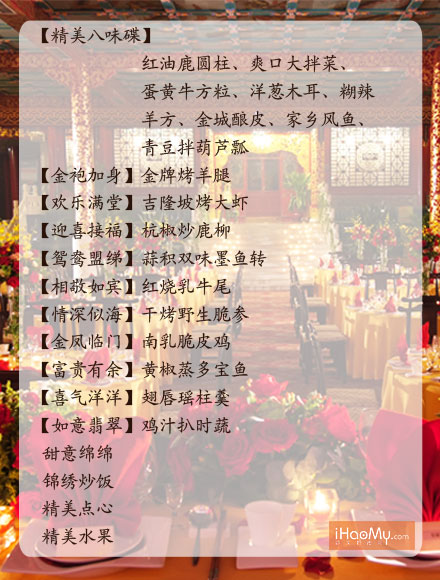 【精美八味碟】
红油鹿圆柱、爽口大拌菜、
蛋黄牛方粒、洋葱木耳、糊辣
羊方、金城酿皮、家乡风鱼、
青豆拌葫芦瓢
【金袍加身】金牌烤羊腿
【欢乐满堂】吉隆坡烤大虾
【迎喜接福】杭椒炒鹿柳
【鸳鸯盟绨】蒜积双味墨鱼转
【相敬如宾】红烧乳牛尾
【情深似海】干烤野生脆参
【金凤临门】南乳脆皮鸡
【富贵有余】黄椒蒸多宝鱼
【喜气洋洋】翅唇瑶柱羹
【如意翡翠】鸡汁扒时蔬
甜意绵绵
锦绣炒饭
精美点心
精美水果
iHaoMy.com